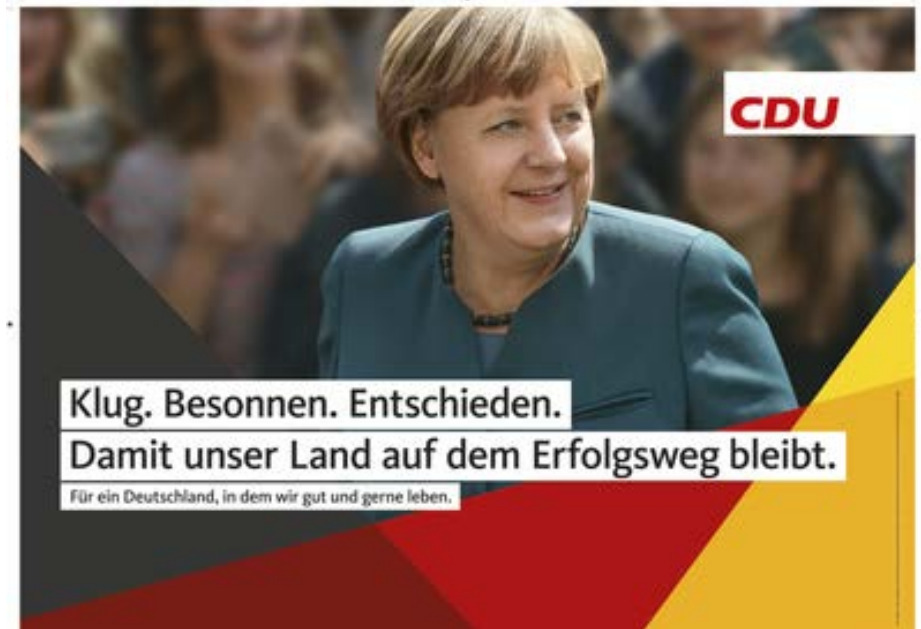 CDU
Klug. Besonnen. Entschieden.
Damit unser Land auf dem Erfolgsweg bleibt.
Für ein Deutschland, in dem wir gut und gerne leben.